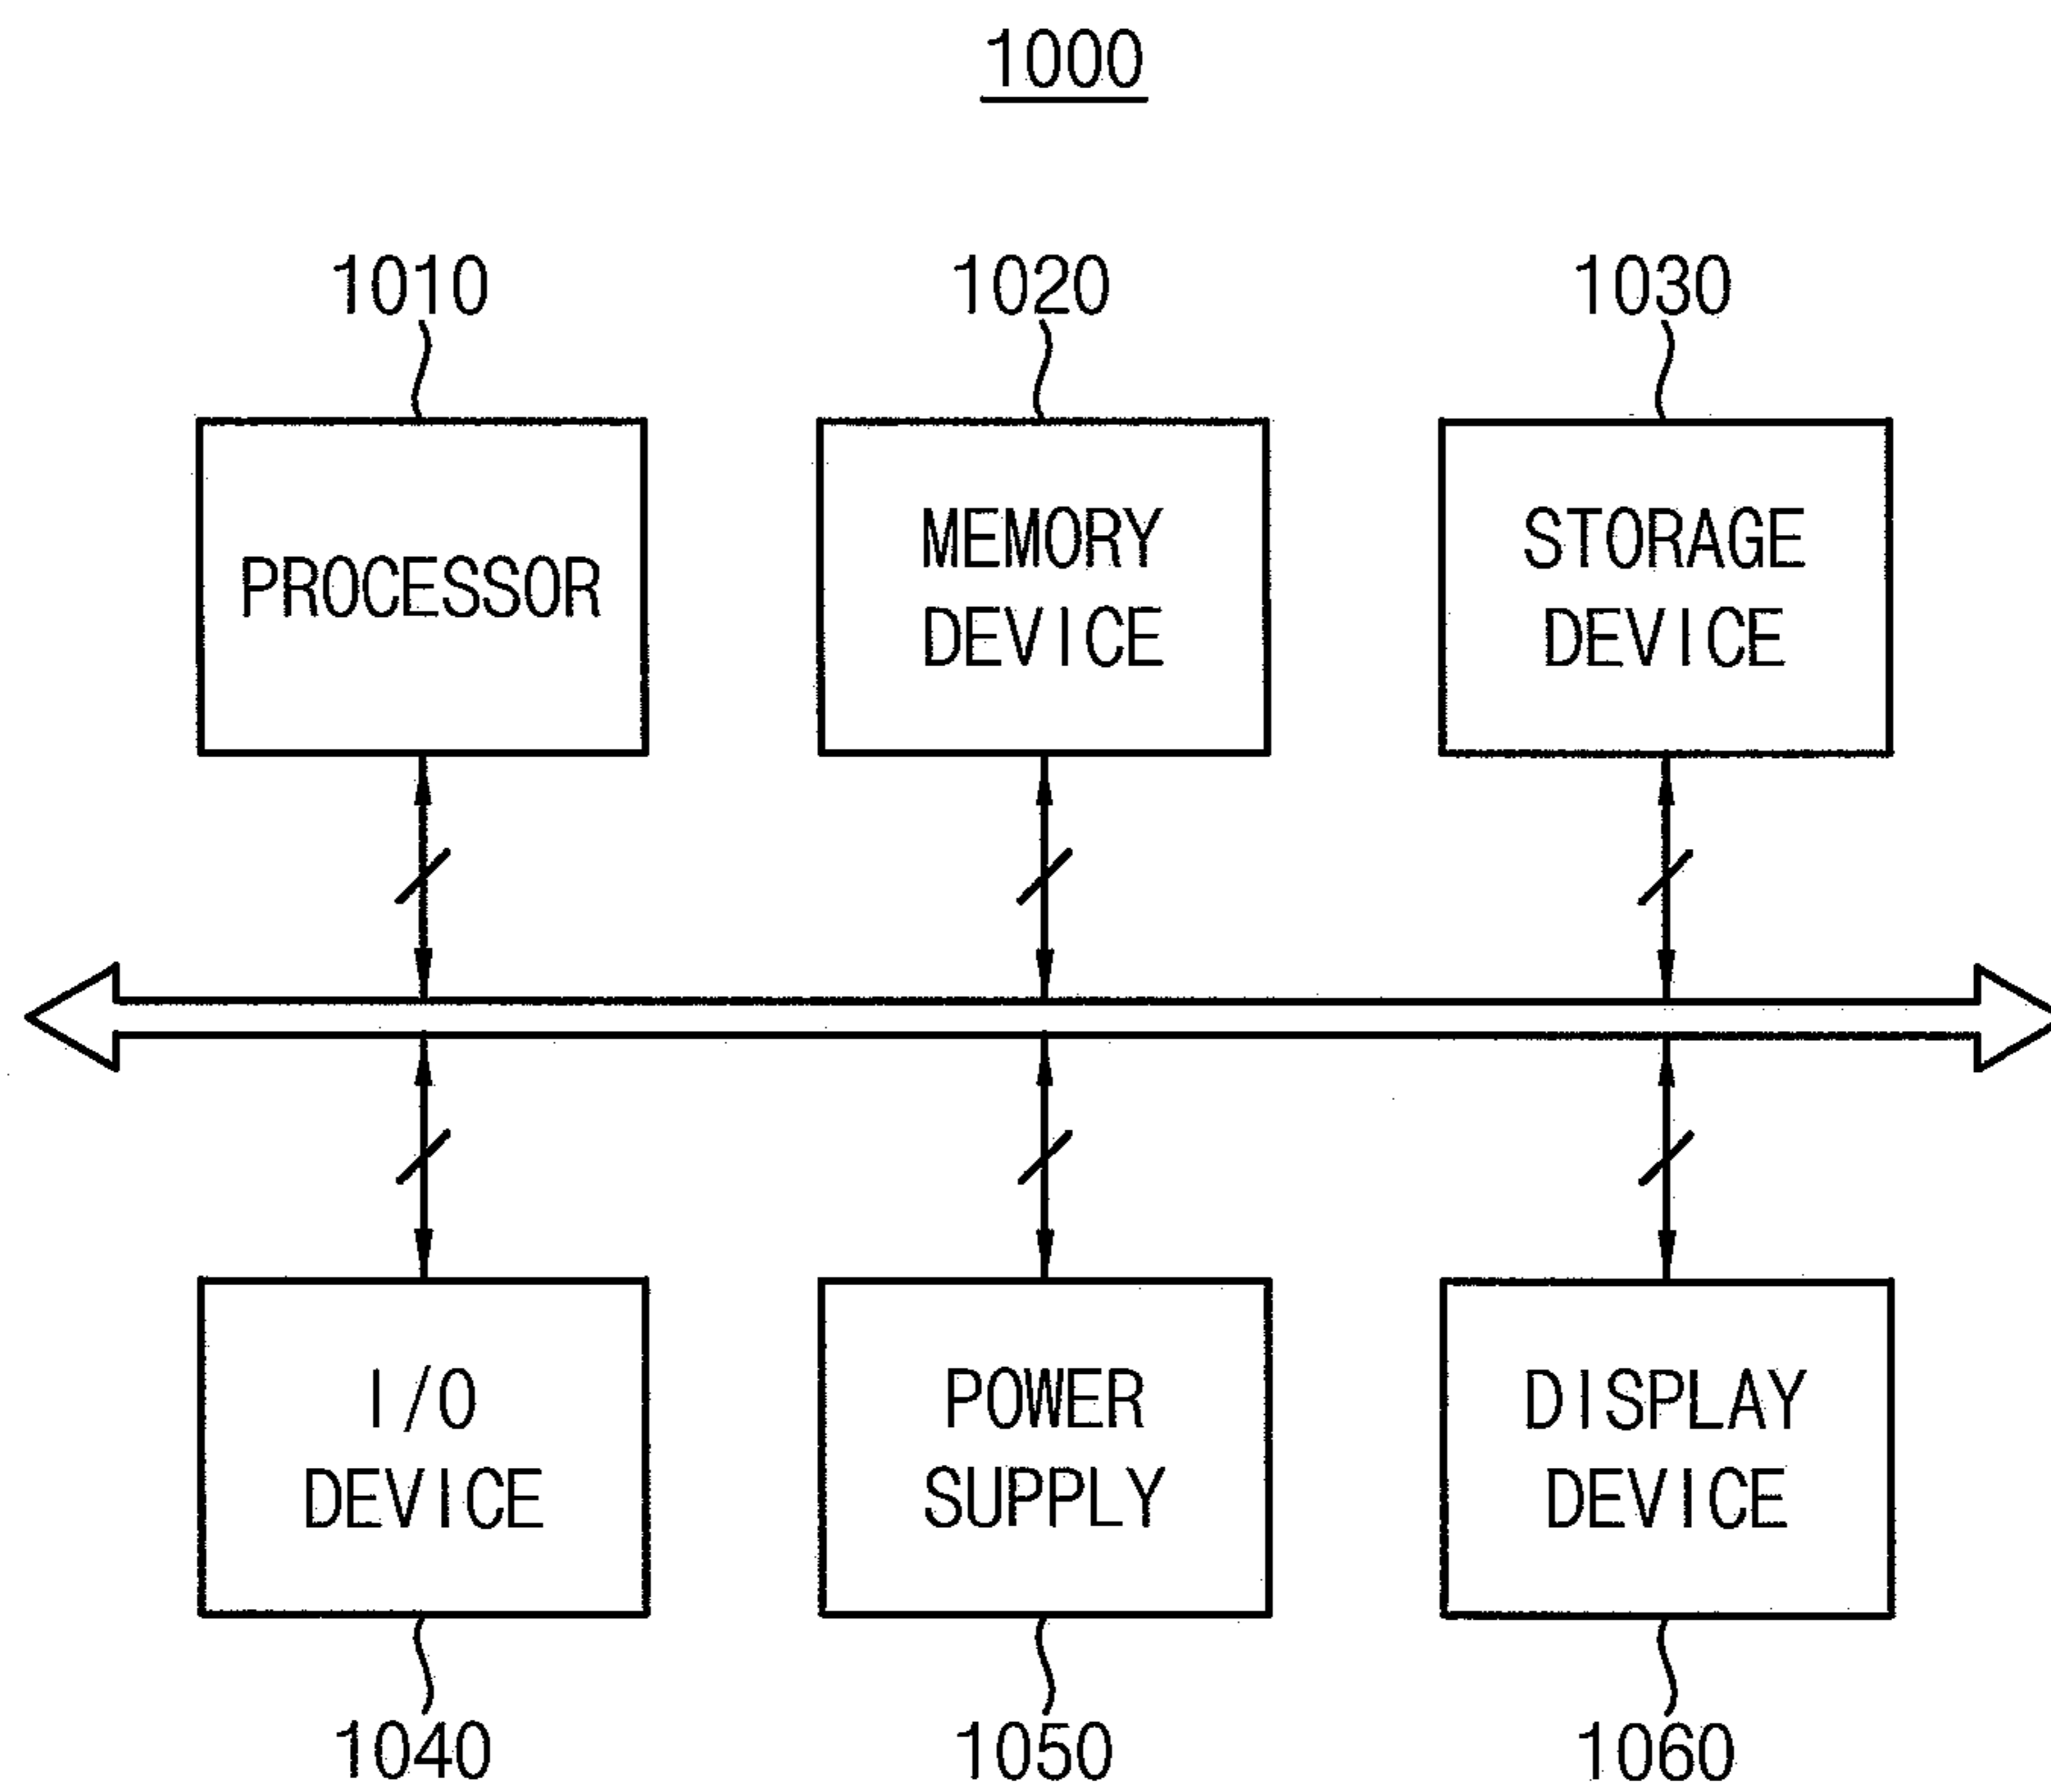 1000
1010 1020 1030
PROCESSOR
MEMORY
DEVICE
STORAGE
DEVICE
I/O
DEVICE
POWER
SUPPLY
DISPLAY
DEVICE
1040 1050 1060